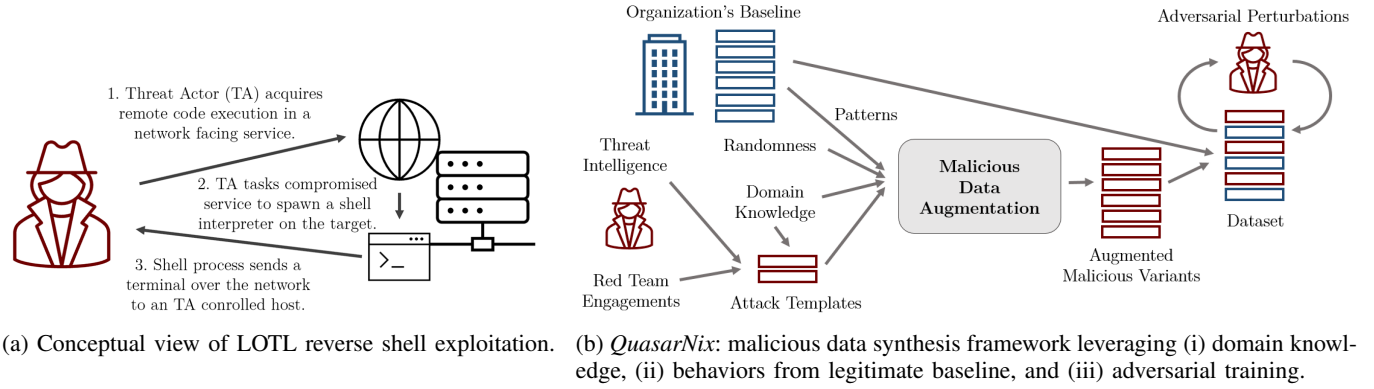 1. Threat Actor (TA) acquires
remote code execution in a
network facing service.
2. TA tasks compromised
service to spawn a shell
interpreter on the target.
3. Shell process sends a
terminal over the network
to an TA conrolled host.
(a) Conceptual view of LOTL reverse shell exploitation.
Organization's Baseline
Adversarial Perturbations
Patterns
Threat
Intelligence
Randomness
Domain
Knowledge
Malicious
Data
Augmentation
Dataset
Red Team
Engagements
Attack Templates
Augmented
Malicious Variants
(b) QuasarNix: malicious data synthesis framework leveraging (i) domain knowl-
edge, (ii) behaviors from legitimate baseline, and (iii) adversarial training.